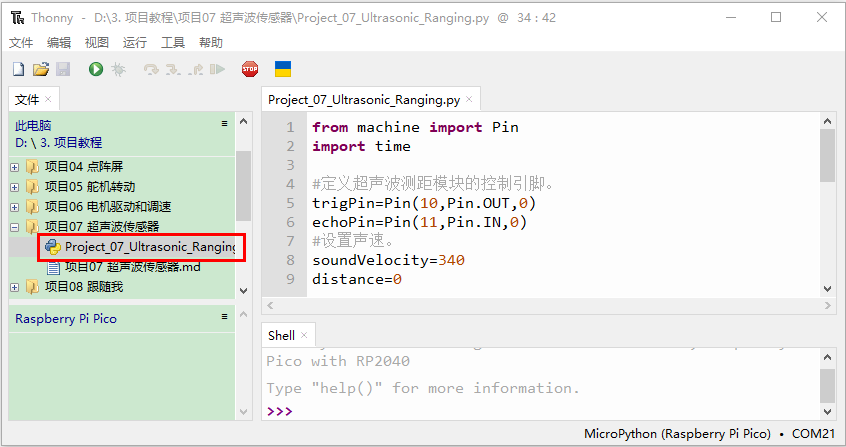 Thonny - D:\3. 项目教程\项目07 超声波传感器\Project_07_Ultrasonic_Ranging.py @ 34 : 42
文件 编辑 视图 运行 工具 帮助
STOP
文件 ×
此电脑 ≡
D: \ 3. 项目教程
项目04 点阵屏
项目05 舵机转动
项目06 电机驱动和调速
项目07 超声波传感器
Project_07_Ultrasonic_Ranging
项目07 超声波传感器.md
项目08 跟随我
Raspberry Pi Pico ≡
Project_07_Ultrasonic_Ranging.py ×
1 from machine import Pin
2 import time
3
4 #定义超声波测距模块的控制引脚。
5 trigPin=Pin(10,Pin.OUT,0)
6 echoPin=Pin(11,Pin.IN,0)
7 #设置声速。
8 soundVelocity=340
9 distance=0
Shell ×
Pico with RP2040
Type "help()" for more information.
>>>
MicroPython (Raspberry Pi Pico) • COM21